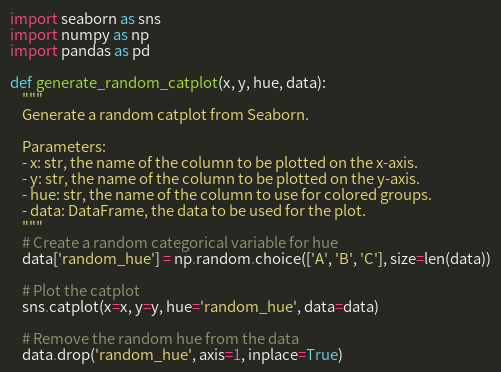 import seaborn as sns
import numpy as np
import pandas as pd

def generate_random_catplot(x, y, hue, data):
    """
    Generate a random catplot from Seaborn.

    Parameters:
    - x: str, the name of the column to be plotted on the x-axis.
    - y: str, the name of the column to be plotted on the y-axis.
    - hue: str, the name of the column to use for colored groups.
    - data: DataFrame, the data to be used for the plot.
    """
    # Create a random categorical variable for hue
    data['random_hue'] = np.random.choice(['A', 'B', 'C'], size=len(data))

    # Plot the catplot
    sns.catplot(x=x, y=y, hue='random_hue', data=data)

    # Remove the random hue from the data
    data.drop('random_hue', axis=1, inplace=True)